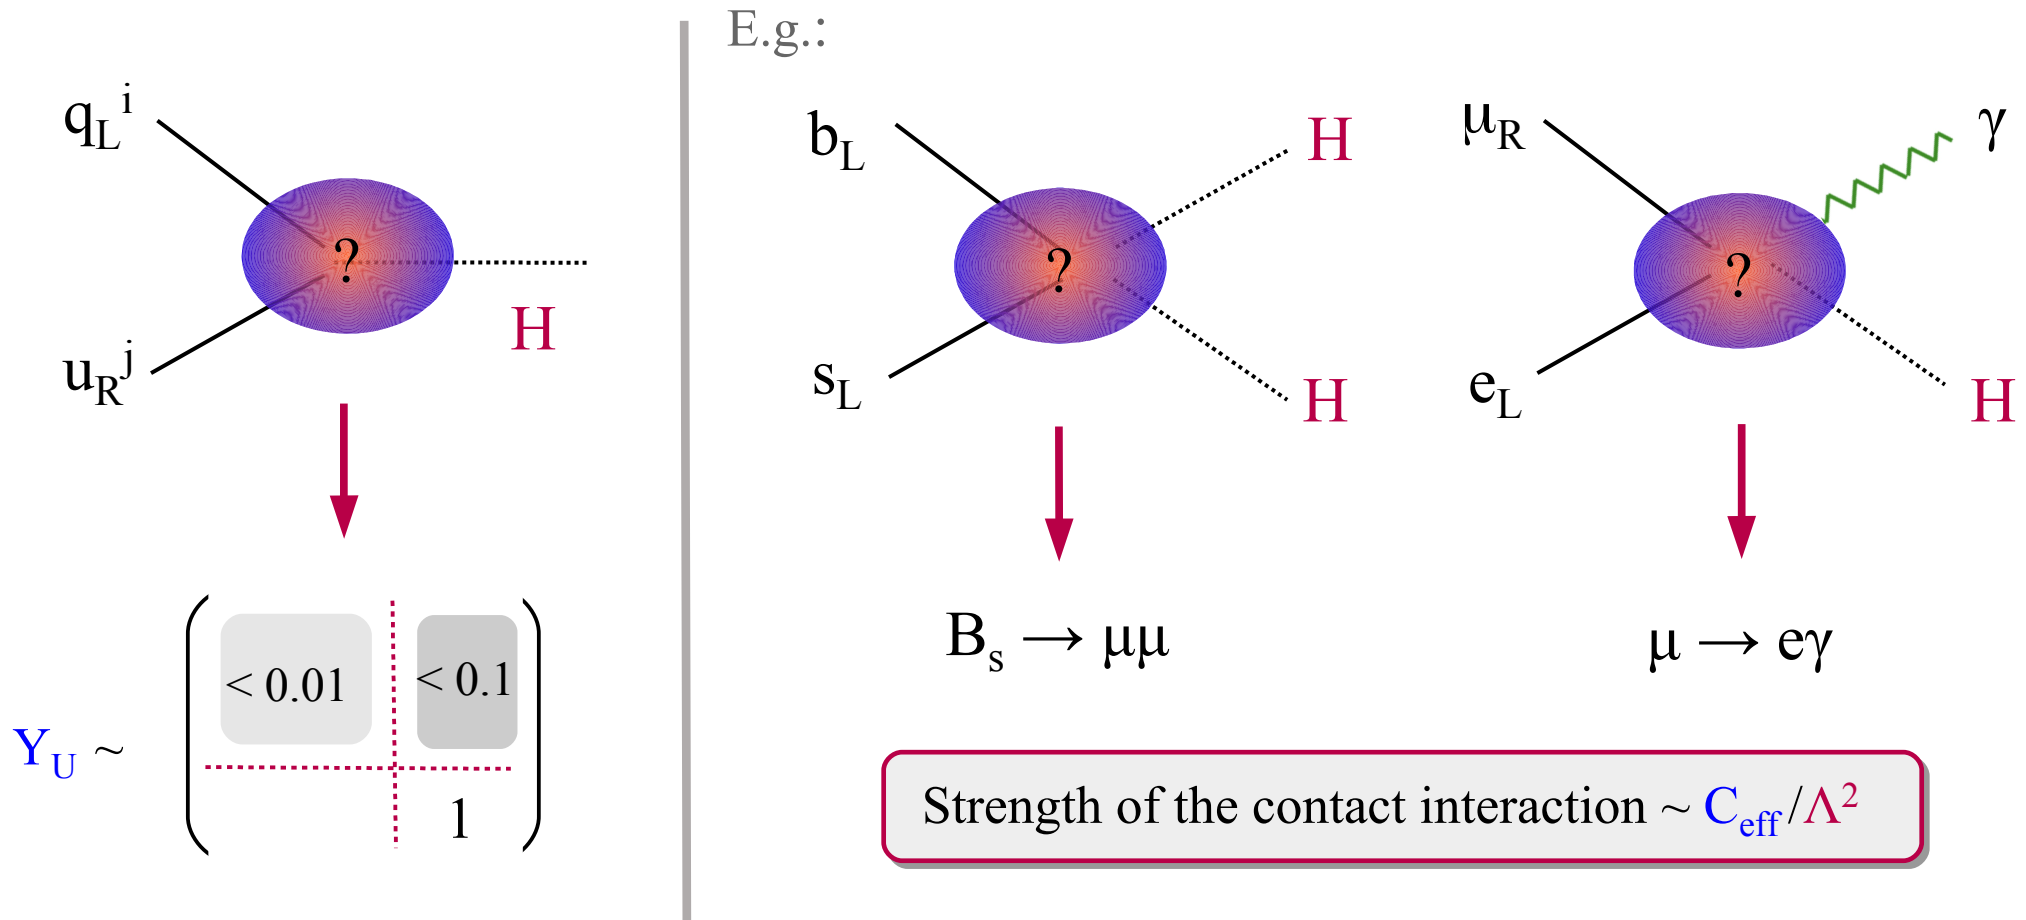 q_L^i
?
H
u_R^j
Y_U ~
< 0.01
< 0.1
1
E.g.:
b_L
H
?
s_L
H
B_s → μμ
μ_R
γ
?
e_L
H
μ → eγ
Strength of the contact interaction ~ C_eff/Λ²